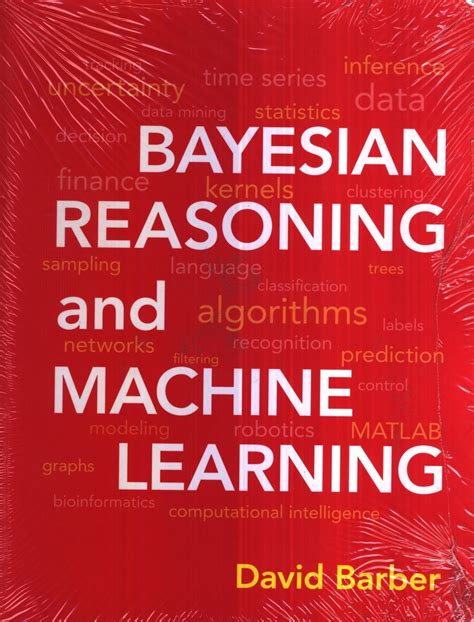 tracking
inference
uncertainty
time series
data
data mining
statistics
decision
BAYESIAN
finance
kernels
clustering
REASONING
sampling
language
trees
classification
and
algorithms
labels
networks
recognition
filtering
prediction
MACHINE
control
modeling
robotics
MATLAB
LEARNING
graphs
bioinformatics
computational intelligence
David Barber